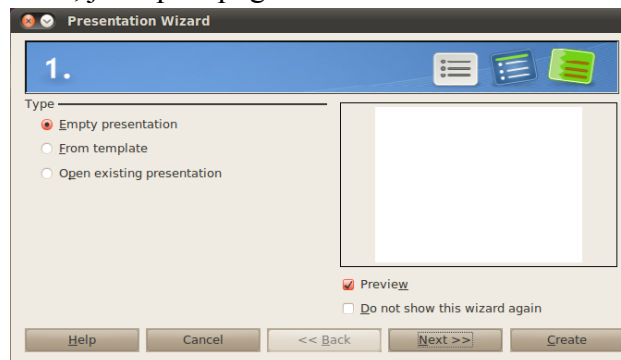 Presentation Wizard
1.
Type
Empty presentation
From template
Open existing presentation
Preview
Do not show this wizard again
Help Cancel << Back Next >> Create